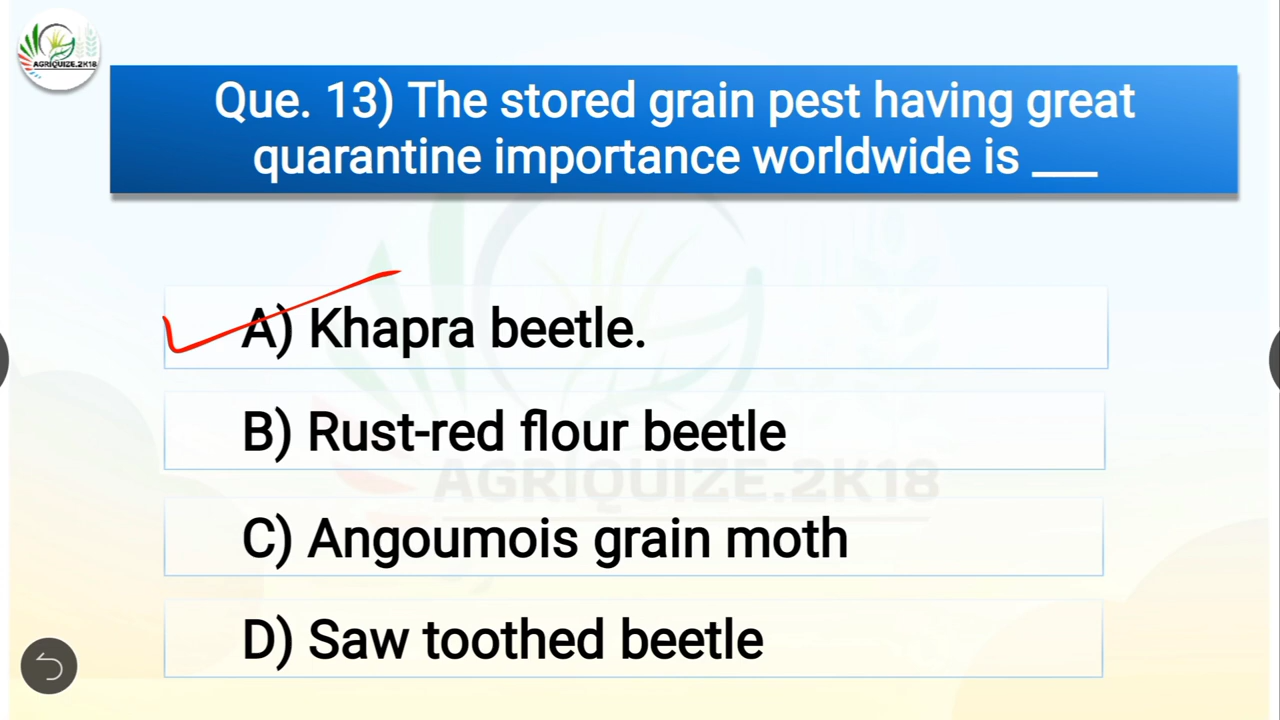 AGRIQUIZE.2K18
Que. 13) The stored grain pest having great
quarantine importance worldwide is ___
A) Khapra beetle.
B) Rust-red flour beetle
AGRIQUIZE.2K18
C) Angoumois grain moth
D) Saw toothed beetle